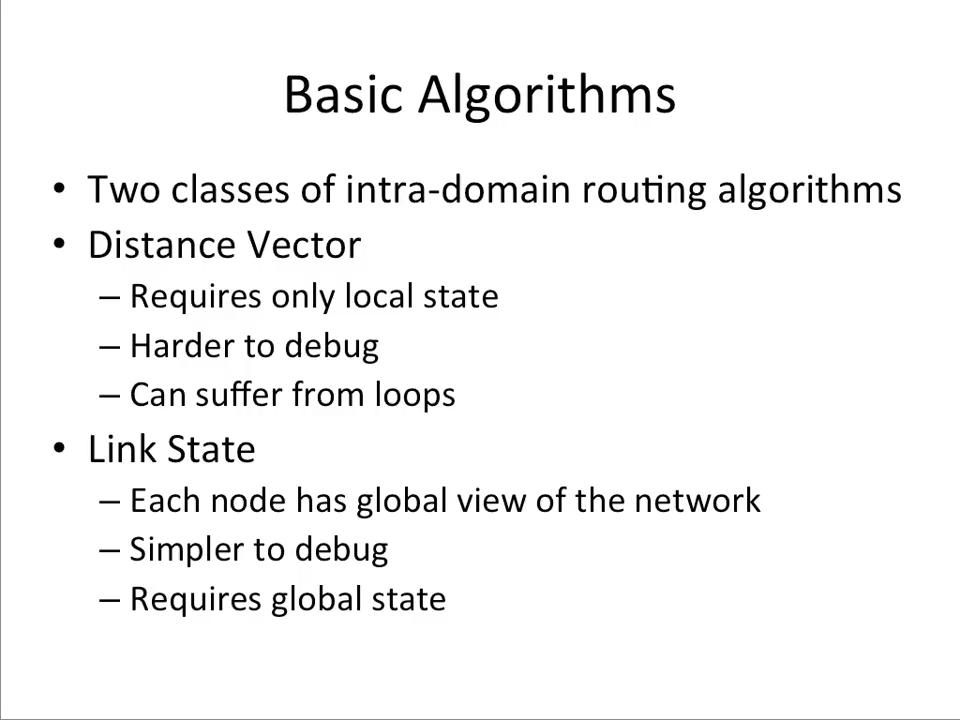 Basic Algorithms
• Two classes of intra-domain routing algorithms
• Distance Vector
– Requires only local state
– Harder to debug
– Can suffer from loops
• Link State
– Each node has global view of the network
– Simpler to debug
– Requires global state